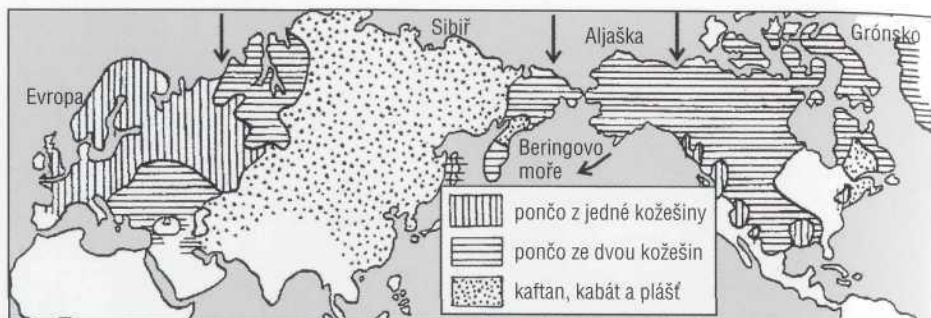 Sibiř
Aljaška
Grónsko
Evropa
Beringovo
moře
pončo z jedné kožešiny
pončo ze dvou kožešin
kaftan, kabát a plášť